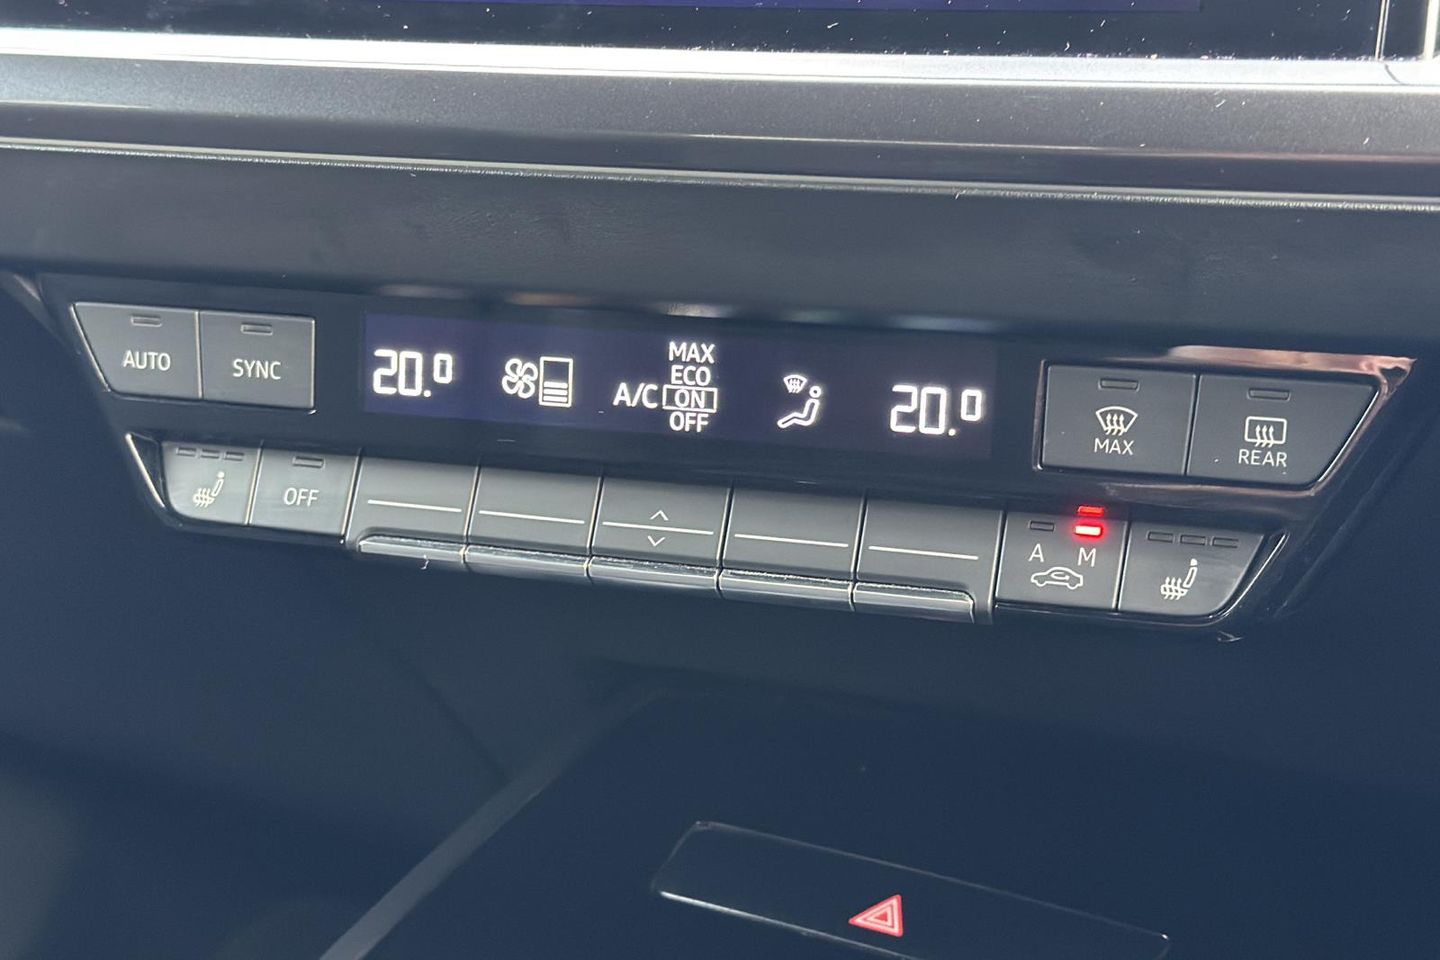 AUTO
SYNC
20.0
A/C
MAX
ECO
ON
OFF
20.0
MAX
REAR
OFF
A M